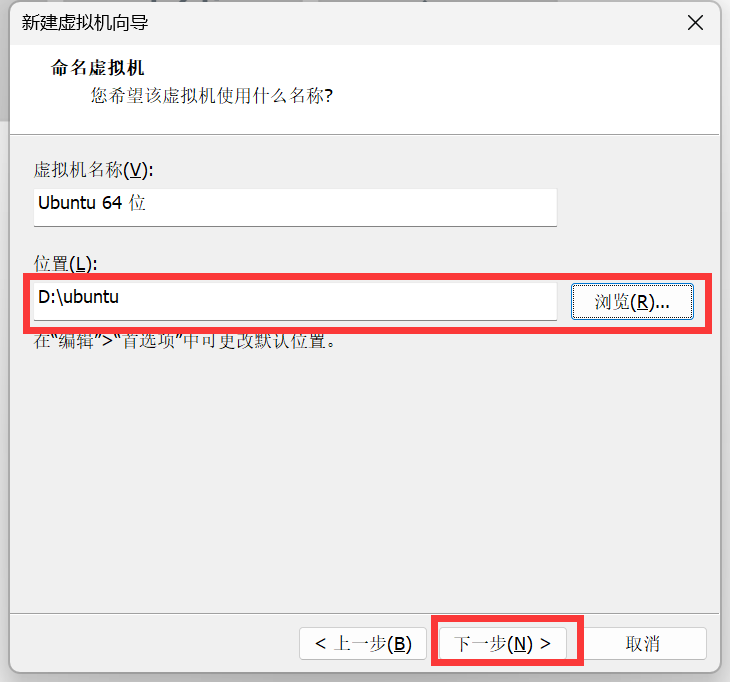 新建虚拟机向导
命名虚拟机
您希望该虚拟机使用什么名称?
虚拟机名称(V):
Ubuntu 64 位
位置(L):
D:\ubuntu
浏览(R)...
在“编辑”>“首选项”中可更改默认位置。
< 上一步(B)
下一步(N) >
取消